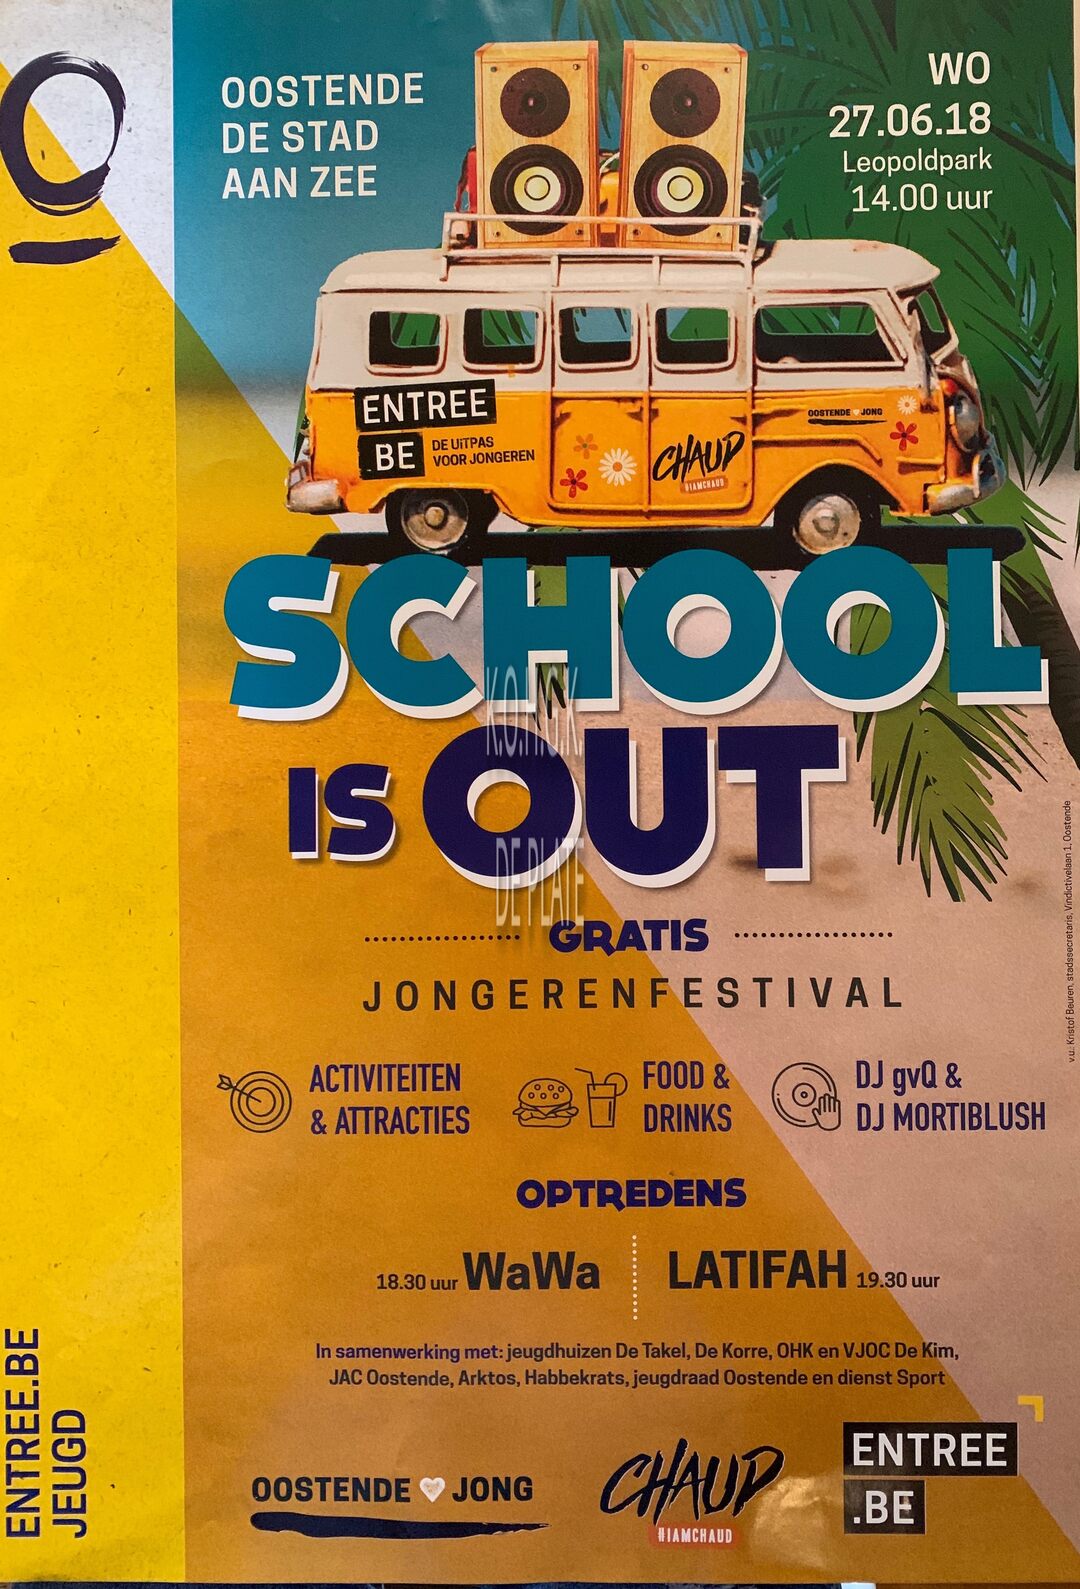 OOSTENDE
DE STAD
AAN ZEE
WO
27.06.18
Leopoldpark
14.00 uur
ENTREE
BE
DE UiTPAS
VOOR JONGEREN
CHAUD
#IAMCHAUD
OOSTENDE JONG
SCHOOL
IS OUT
K.O.H.G.K.
DE PLATE
GRATIS
JONGERENFESTIVAL
ACTIVITEITEN
& ATTRACTIES
FOOD &
DRINKS
DJ gvQ &
DJ MORTIBLUSH
OPTREDENS
18.30 uur WaWa
LATIFAH 19.30 uur
In samenwerking met: jeugdhuizen De Takel, De Korre, OHK en VJOC De Kim,
JAC Oostende, Arktos, Habbekrats, jeugdraad Oostende en dienst Sport
OOSTENDE JONG
CHAUD
#IAMCHAUD
ENTREE
.BE
ENTREE.BE
JEUGD
v.u.: Kristof Beuren, stadssecretaris, Vindictivelaan 1, Oostende